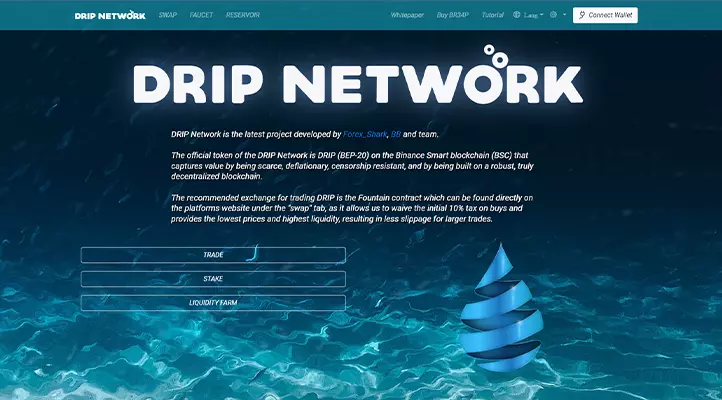 DRIP NETWORK SWAP FAUCET RESERVOIR Whitepaper Buy BR34P Tutorial Lang Connect Wallet
DRIP NETWORK
DRIP Network is the latest project developed by Forex_Shark, BB and team.
The official token of the DRIP Network is DRIP (BEP-20) on the Binance Smart blockchain (BSC) that
captures value by being scarce, deflationary, censorship resistant, and by being built on a robust, truly
decentralized blockchain.
The recommended exchange for trading DRIP is the Fountain contract which can be found directly on
the platforms website under the "swap" tab, as it allows us to waive the initial 10% tax on buys and
provides the lowest prices and highest liquidity, resulting in less slippage for larger trades.
TRADE
STAKE
LIQUIDITY FARM